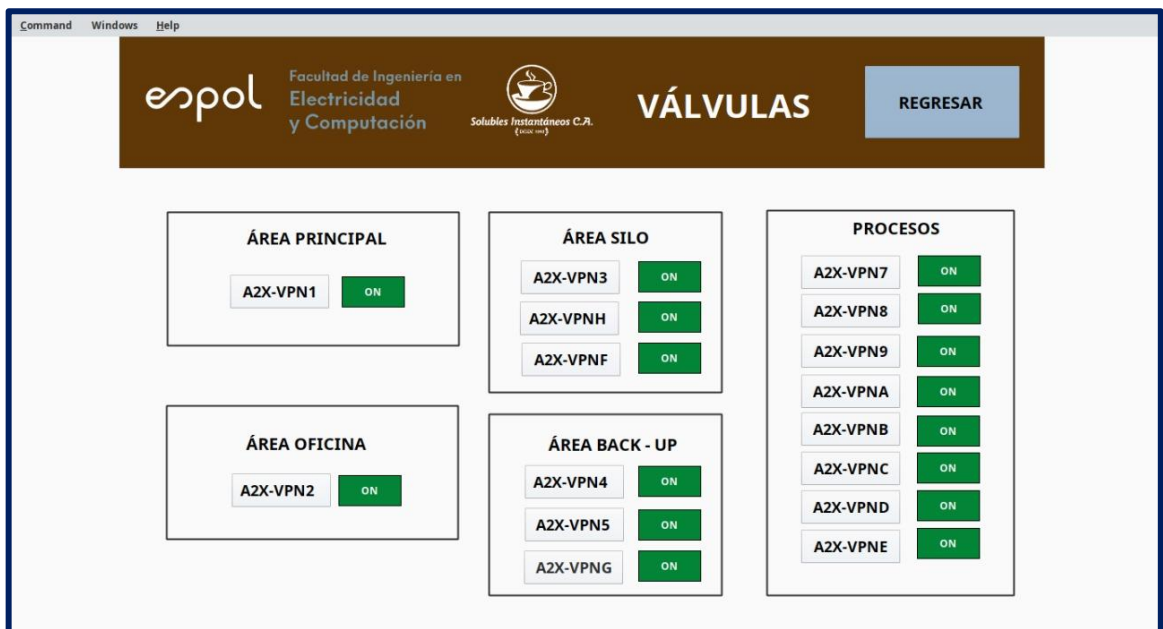 Command Windows Help
espol
Facultad de Ingeniería en
Electricidad
y Computación
Solubles Instantáneos C.A.
VÁLVULAS
REGRESAR
ÁREA PRINCIPAL
A2X-VPN1 ON
ÁREA OFICINA
A2X-VPN2 ON
ÁREA SILO
A2X-VPN3 ON
A2X-VPNH ON
A2X-VPNF ON
ÁREA BACK - UP
A2X-VPN4 ON
A2X-VPN5 ON
A2X-VPNG ON
PROCESOS
A2X-VPN7 ON
A2X-VPN8 ON
A2X-VPN9 ON
A2X-VPNA ON
A2X-VPNB ON
A2X-VPNC ON
A2X-VPND ON
A2X-VPNE ON